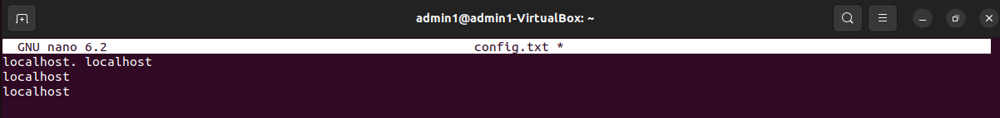 admin1@admin1-VirtualBox: ~
GNU nano 6.2 config.txt *
localhost. localhost
localhost
localhost